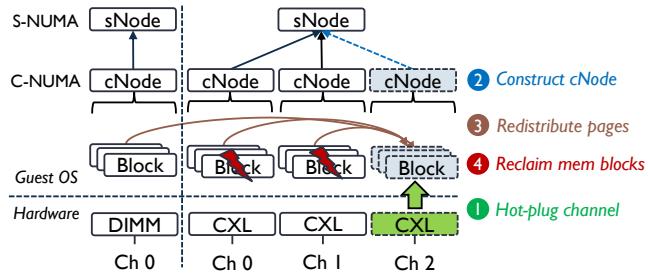 S-NUMA sNode sNode
C-NUMA cNode cNode cNode cNode 2 Construct cNode
3 Redistribute pages
Guest OS Block Block Block Block 4 Reclaim mem blocks
Hardware 1 Hot-plug channel
DIMM CXL CXL CXL
Ch 0 Ch 0 Ch 1 Ch 2